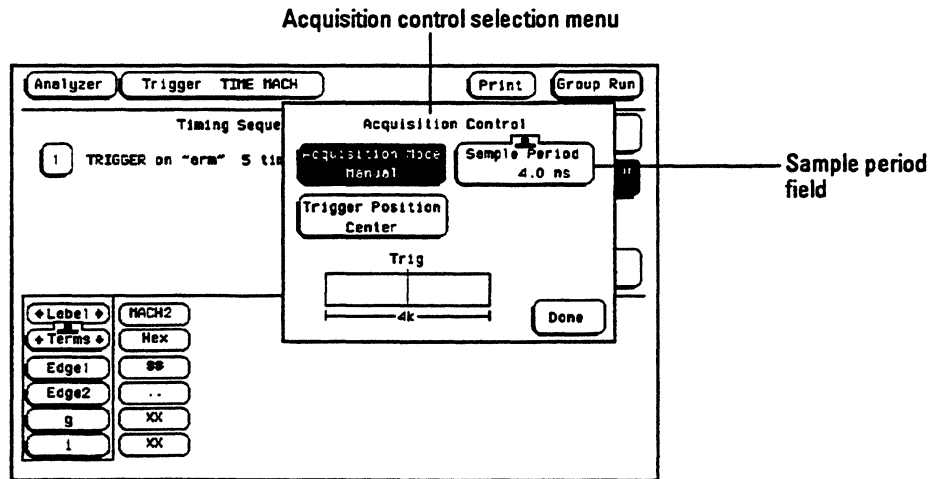 Acquisition control selection menu
Analyzer Trigger TIME MACH Print Group Run
Timing Seque
Acquisition Control
1 TRIGGER on "arm" 5 tim
Acquisition Mode
Manual
Sample Period
4.0 ms
Sample period
field
Trigger Position
Center
Trig
4k
Done
Label MACH2
Terms Hex
Edge1 $$
Edge2 ..
g XX
i XX